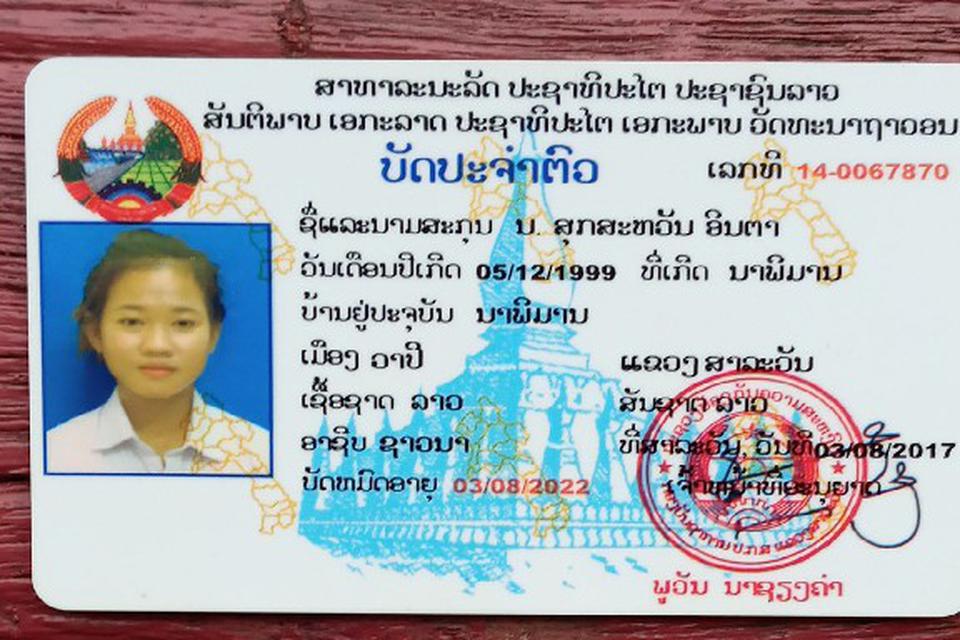 ສາທາລະນະລັດ ປະຊາທິປະໄຕ ປະຊາຊົນລາວ
ສັນຕິພາບ ເອກະລາດ ປະຊາທິປະໄຕ ເອກະພາບ ວັດທະນາຖາວອນ
ບັດປະຈຳຕົວ ເລກທີ 14-0067870
ຊື່ແລະນາມສະກຸນ ນ. ສຸກສະຫວັນ ອິນຕາ
ວັນເດືອນປີເກີດ 05/12/1999 ທີ່ເກີດ ນາພິມານ
ບ້ານຢູ່ປະຈຸບັນ ນາພິມານ
ເມືອງ ວາປີ ແຂວງ ສາລະວັນ
ເຊື້ອຊາດ ລາວ ສັນຊາດ ລາວ
ອາຊີບ ຊາວນາ ທີ່ສາລະວັນ, ວັນທີ 03/08/2017
ບັດຫມົດອາຍຸ 03/08/2022 ເຈົ້າຫນ້າທີ່ອະນຸຍາດ
ພູວັນ ນາຊຽງຄຳ